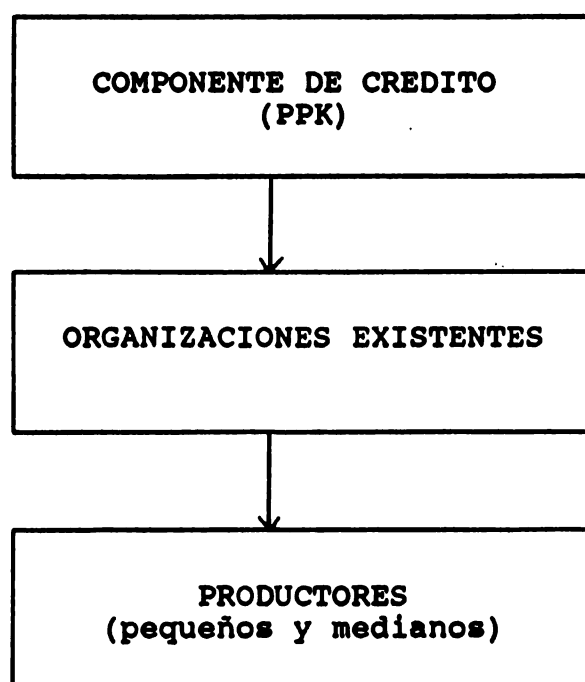 COMPONENTE DE CREDITO
(PPK)
ORGANIZACIONES EXISTENTES
PRODUCTORES
(pequeños y medianos)